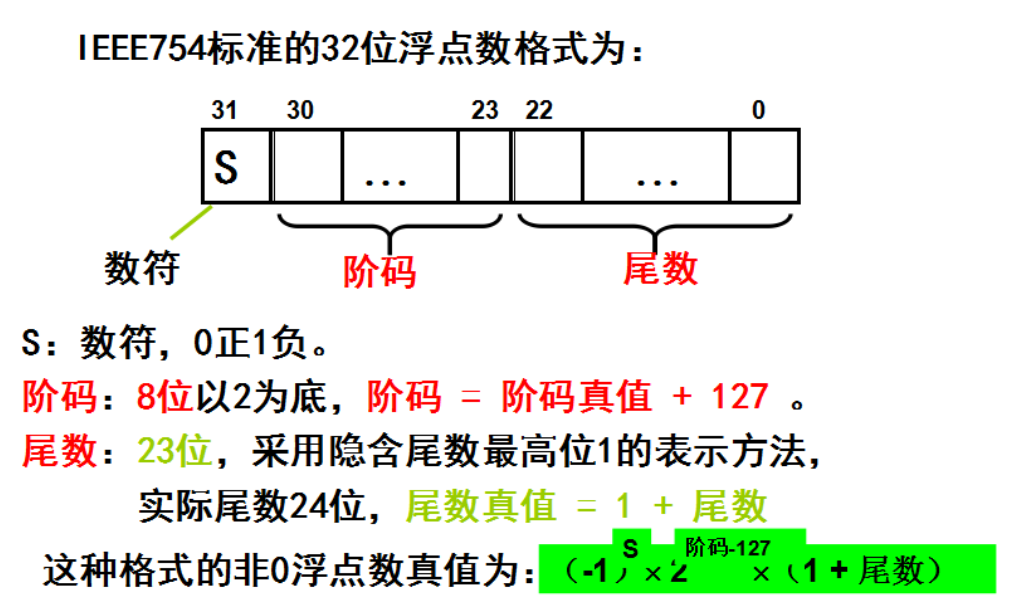 IEEE754标准的32位浮点数格式为：
31 30 23 22 0
S ... ...
数符 阶码 尾数
S：数符，0正1负。
阶码：8位以2为底，阶码 = 阶码真值 + 127 。
尾数：23位，采用隐含尾数最高位1的表示方法，
实际尾数24位，尾数真值 = 1 + 尾数
这种格式的非0浮点数真值为：（-1）S × 2阶码-127 ×（1 + 尾数）